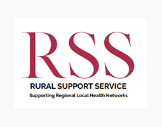 RSS
RURAL SUPPORT SERVICE
Supporting Regional Local Health Networks